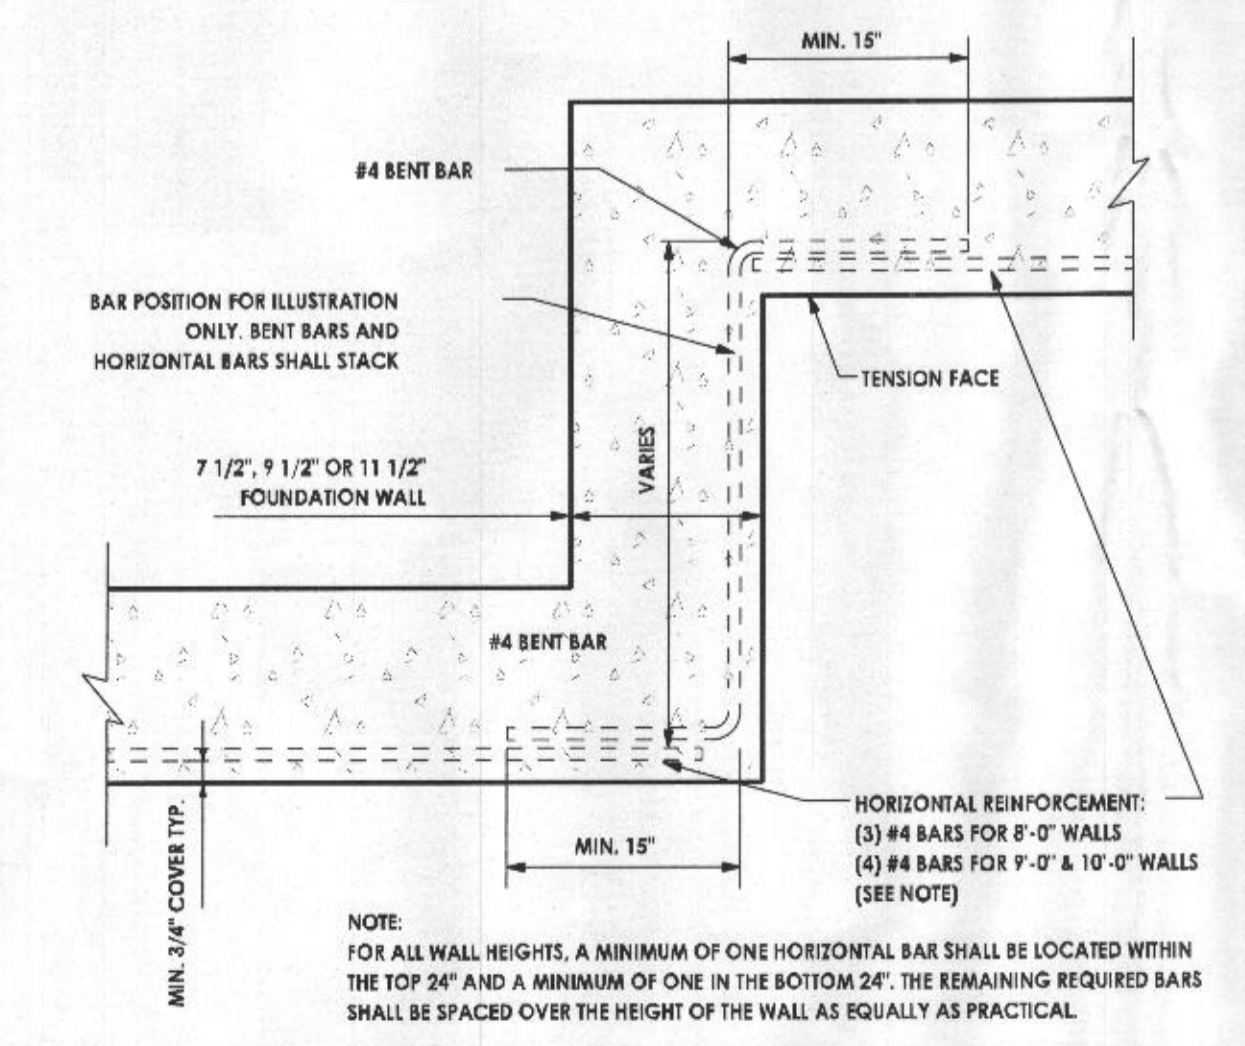 MIN. 15"
#4 BENT BAR
BAR POSITION FOR ILLUSTRATION
ONLY. BENT BARS AND
HORIZONTAL BARS SHALL STACK
TENSION FACE
VARIES
7 1/2", 9 1/2" OR 11 1/2"
FOUNDATION WALL
#4 BENT BAR
MIN. 3/4" COVER TYP.
MIN. 15"
HORIZONTAL REINFORCEMENT:
(3) #4 BARS FOR 8'-0" WALLS
(4) #4 BARS FOR 9'-0" & 10'-0" WALLS
(SEE NOTE)
NOTE:
FOR ALL WALL HEIGHTS, A MINIMUM OF ONE HORIZONTAL BAR SHALL BE LOCATED WITHIN
THE TOP 24" AND A MINIMUM OF ONE IN THE BOTTOM 24". THE REMAINING REQUIRED BARS
SHALL BE SPACED OVER THE HEIGHT OF THE WALL AS EQUALLY AS PRACTICAL.